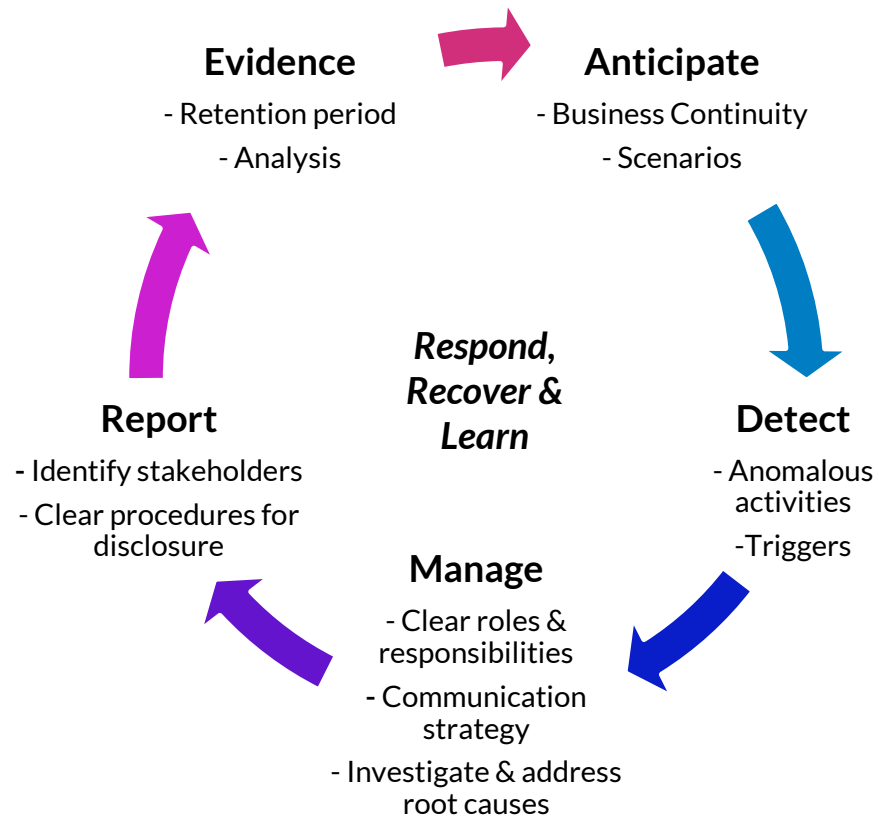 Evidence
- Retention period
- Analysis
Anticipate
- Business Continuity
- Scenarios
Respond,
Recover &
Learn
Detect
- Anomalous
activities
-Triggers
Manage
- Clear roles &
responsibilities
- Communication
strategy
- Investigate & address
root causes
Report
- Identify stakeholders
- Clear procedures for
disclosure